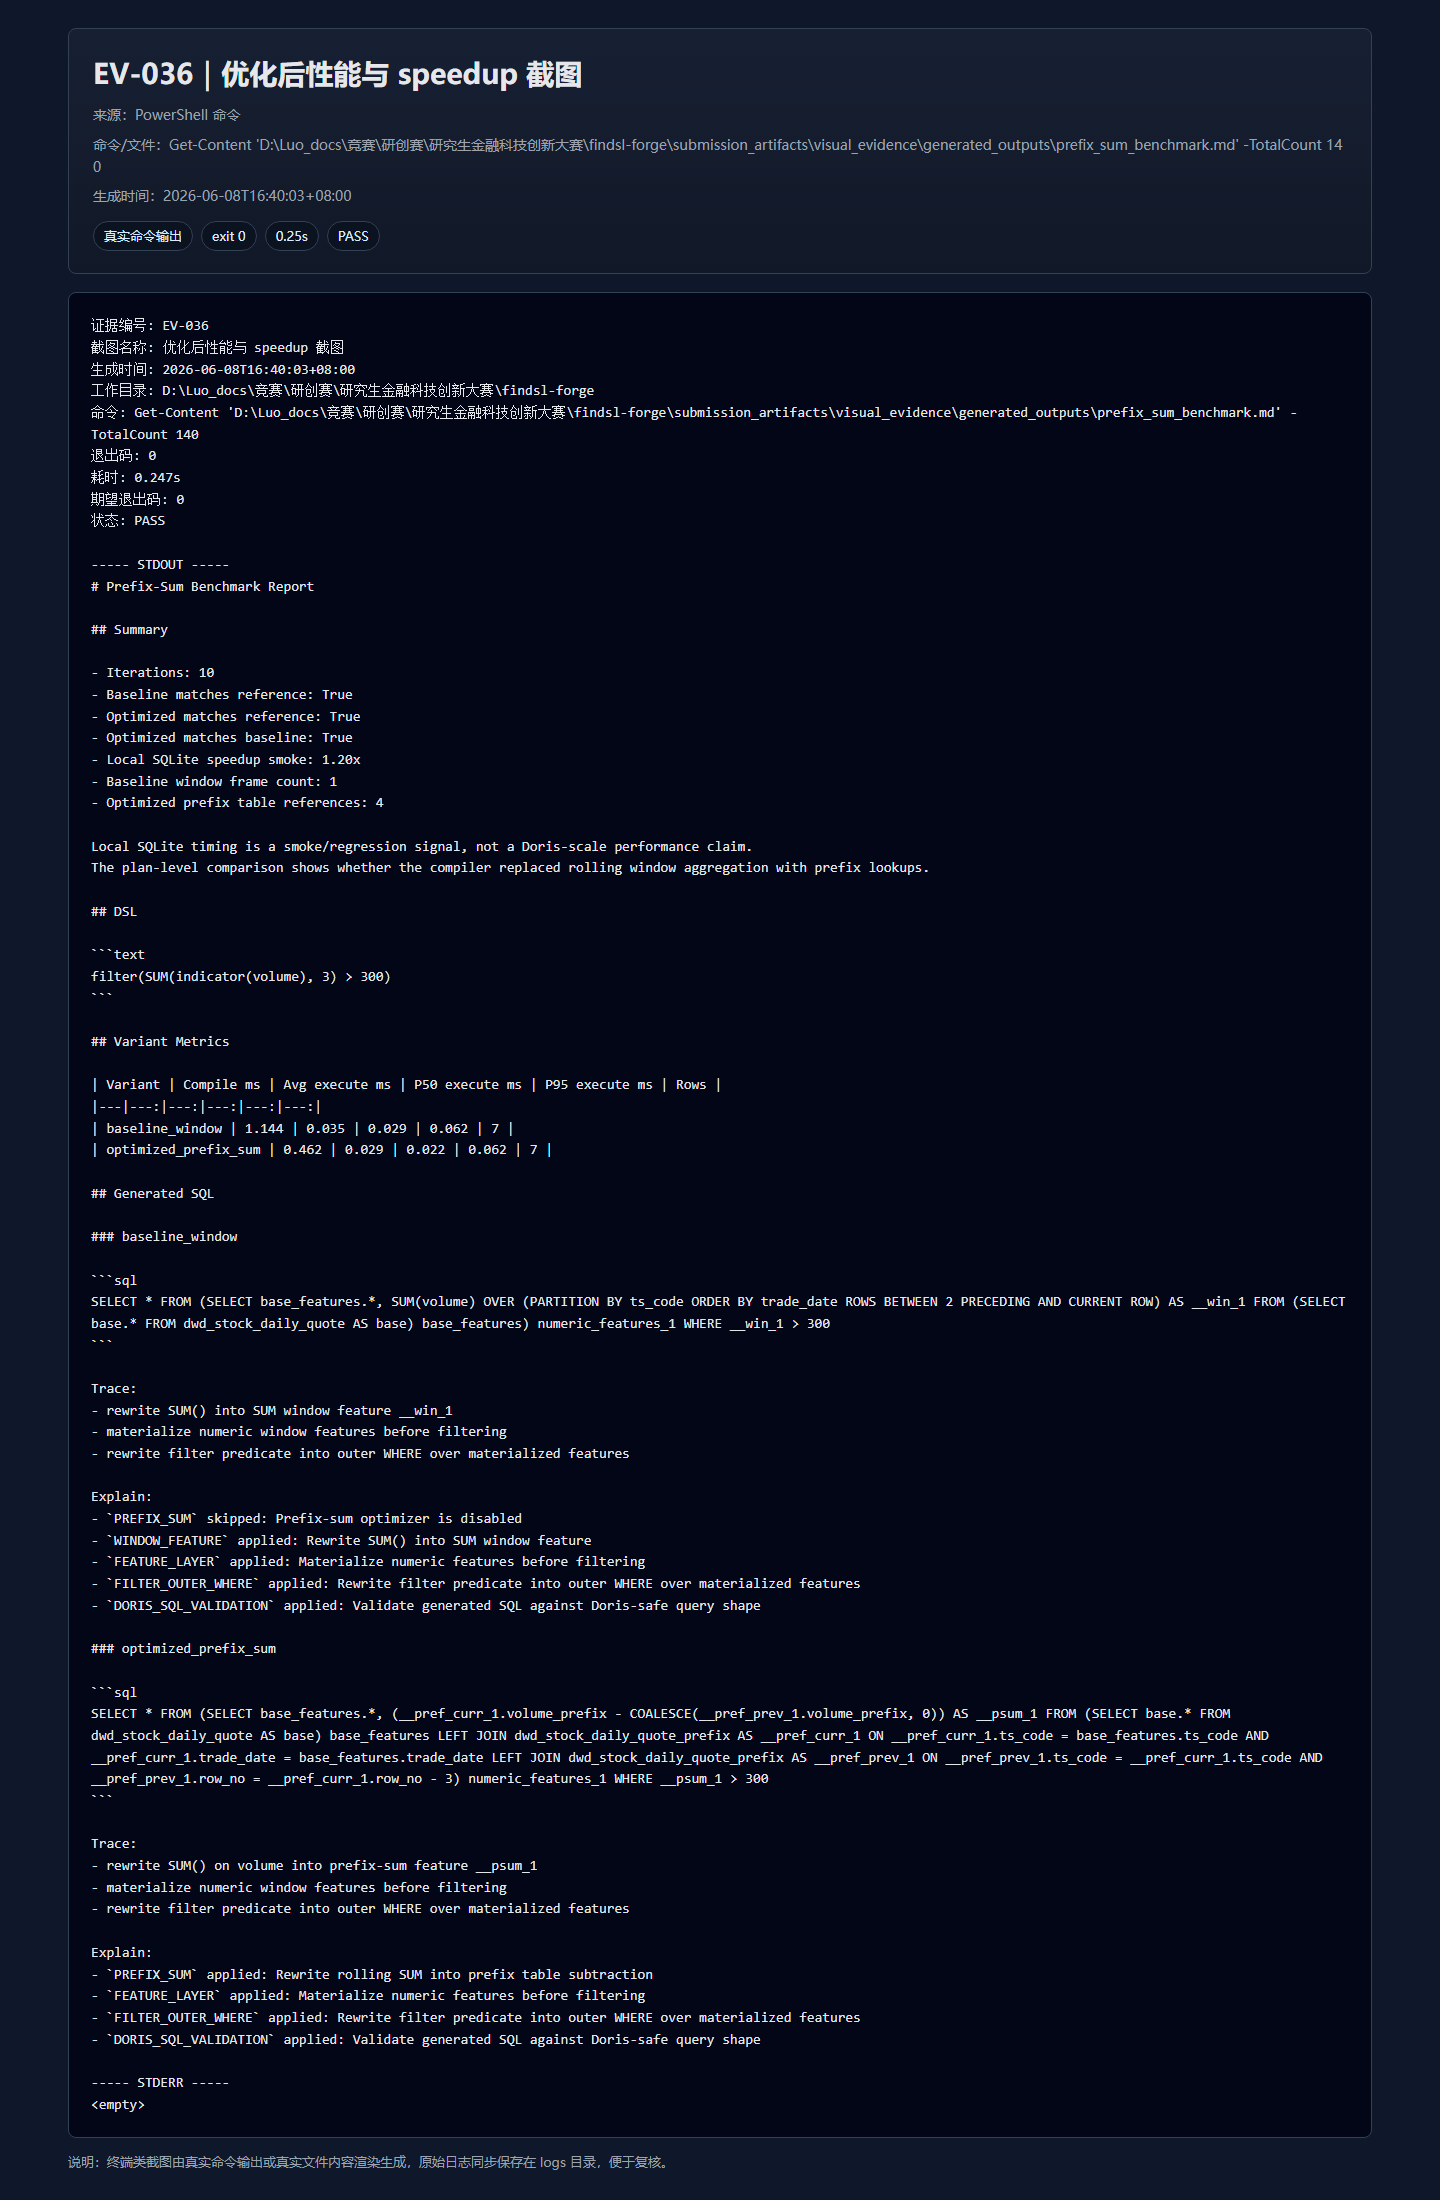 EV-036｜优化后性能与 speedup 截图
来源：PowerShell 命令
命令/文件：Get-Content 'D:\Luo_docs\竞赛\研创赛\研究生金融科技创新大赛\findsl-forge\submission_artifacts\visual_evidence\generated_outputs\prefix_sum_benchmark.md' -TotalCount 14
0
生成时间：2026-06-08T16:40:03+08:00
真实命令输出 exit 0 0.25s PASS
证据编号: EV-036
截图名称: 优化后性能与 speedup 截图
生成时间: 2026-06-08T16:40:03+08:00
工作目录: D:\Luo_docs\竞赛\研创赛\研究生金融科技创新大赛\findsl-forge
命令: Get-Content 'D:\Luo_docs\竞赛\研创赛\研究生金融科技创新大赛\findsl-forge\submission_artifacts\visual_evidence\generated_outputs\prefix_sum_benchmark.md' -
TotalCount 140
退出码: 0
耗时: 0.247s
期望退出码: 0
状态: PASS
----- STDOUT -----
# Prefix-Sum Benchmark Report
## Summary
- Iterations: 10
- Baseline matches reference: True
- Optimized matches reference: True
- Optimized matches baseline: True
- Local SQLite speedup smoke: 1.20x
- Baseline window frame count: 1
- Optimized prefix table references: 4
Local SQLite timing is a smoke/regression signal, not a Doris-scale performance claim.
The plan-level comparison shows whether the compiler replaced rolling window aggregation with prefix lookups.
## DSL
```text
filter(SUM(indicator(volume), 3) > 300)
```
## Variant Metrics
| Variant | Compile ms | Avg execute ms | P50 execute ms | P95 execute ms | Rows |
|---|---:|---:|---:|---:|---:|
| baseline_window | 1.144 | 0.035 | 0.029 | 0.062 | 7 |
| optimized_prefix_sum | 0.462 | 0.029 | 0.022 | 0.062 | 7 |
## Generated SQL
### baseline_window
```sql
SELECT * FROM (SELECT base_features.*, SUM(volume) OVER (PARTITION BY ts_code ORDER BY trade_date ROWS BETWEEN 2 PRECEDING AND CURRENT ROW) AS __win_1 FROM (SELECT
base.* FROM dwd_stock_daily_quote AS base) base_features) numeric_features_1 WHERE __win_1 > 300
```
Trace:
- rewrite SUM() into SUM window feature __win_1
- materialize numeric window features before filtering
- rewrite filter predicate into outer WHERE over materialized features
Explain:
- `PREFIX_SUM` skipped: Prefix-sum optimizer is disabled
- `WINDOW_FEATURE` applied: Rewrite SUM() into SUM window feature
- `FEATURE_LAYER` applied: Materialize numeric features before filtering
- `FILTER_OUTER_WHERE` applied: Rewrite filter predicate into outer WHERE over materialized features
- `DORIS_SQL_VALIDATION` applied: Validate generated SQL against Doris-safe query shape
### optimized_prefix_sum
```sql
SELECT * FROM (SELECT base_features.*, (__pref_curr_1.volume_prefix - COALESCE(__pref_prev_1.volume_prefix, 0)) AS __psum_1 FROM (SELECT base.* FROM
dwd_stock_daily_quote AS base) base_features LEFT JOIN dwd_stock_daily_quote_prefix AS __pref_curr_1 ON __pref_curr_1.ts_code = base_features.ts_code AND
__pref_curr_1.trade_date = base_features.trade_date LEFT JOIN dwd_stock_daily_quote_prefix AS __pref_prev_1 ON __pref_prev_1.ts_code = __pref_curr_1.ts_code AND
__pref_prev_1.row_no = __pref_curr_1.row_no - 3) numeric_features_1 WHERE __psum_1 > 300
```
Trace:
- rewrite SUM() on volume into prefix-sum feature __psum_1
- materialize numeric window features before filtering
- rewrite filter predicate into outer WHERE over materialized features
Explain:
- `PREFIX_SUM` applied: Rewrite rolling SUM into prefix table subtraction
- `FEATURE_LAYER` applied: Materialize numeric features before filtering
- `FILTER_OUTER_WHERE` applied: Rewrite filter predicate into outer WHERE over materialized features
- `DORIS_SQL_VALIDATION` applied: Validate generated SQL against Doris-safe query shape
----- STDERR -----
<empty>
说明：终端类截图由真实命令输出或真实文件内容渲染生成，原始日志同步保存在 logs 目录，便于复核。